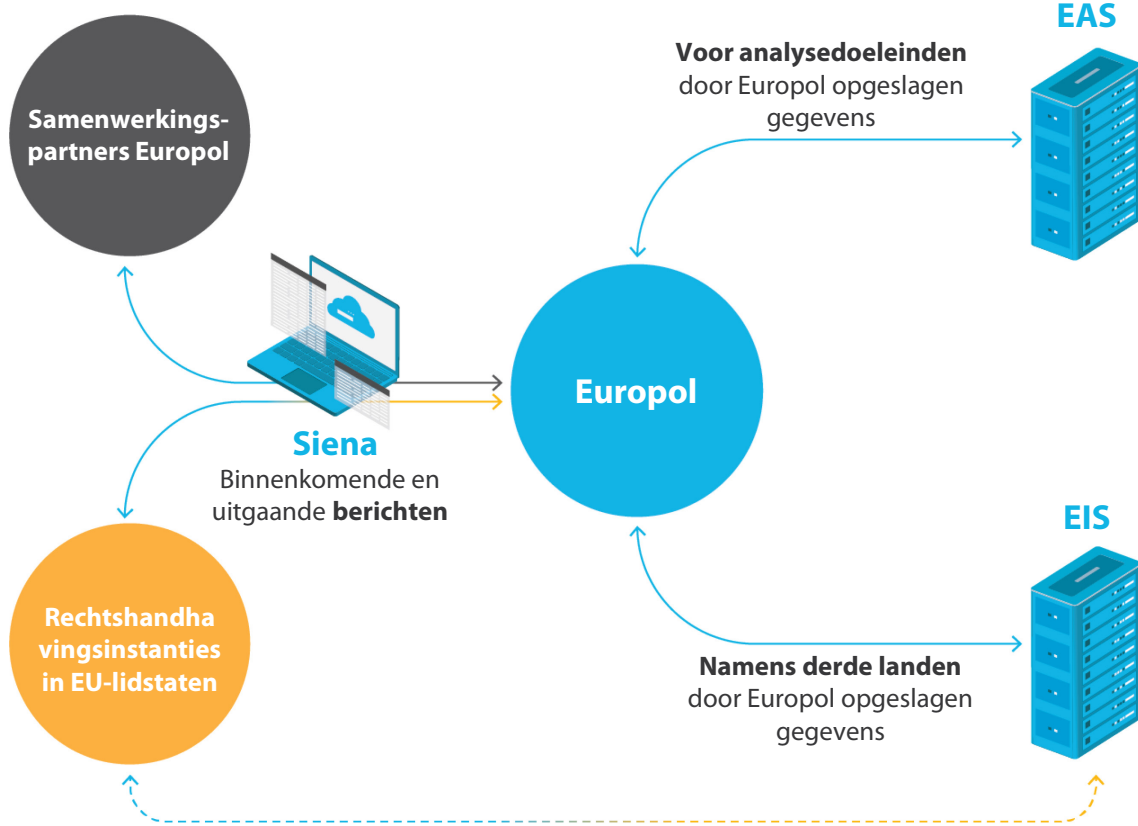 EAS
Voor analysedoeleinden
door Europol opgeslagen
gegevens
Samenwerkings-
partners Europol
Europol
Siena
Binnenkomende en
uitgaande berichten
EIS
Rechtshandha
vingsinstanties
in EU-lidstaten
Namens derde landen
door Europol opgeslagen
gegevens